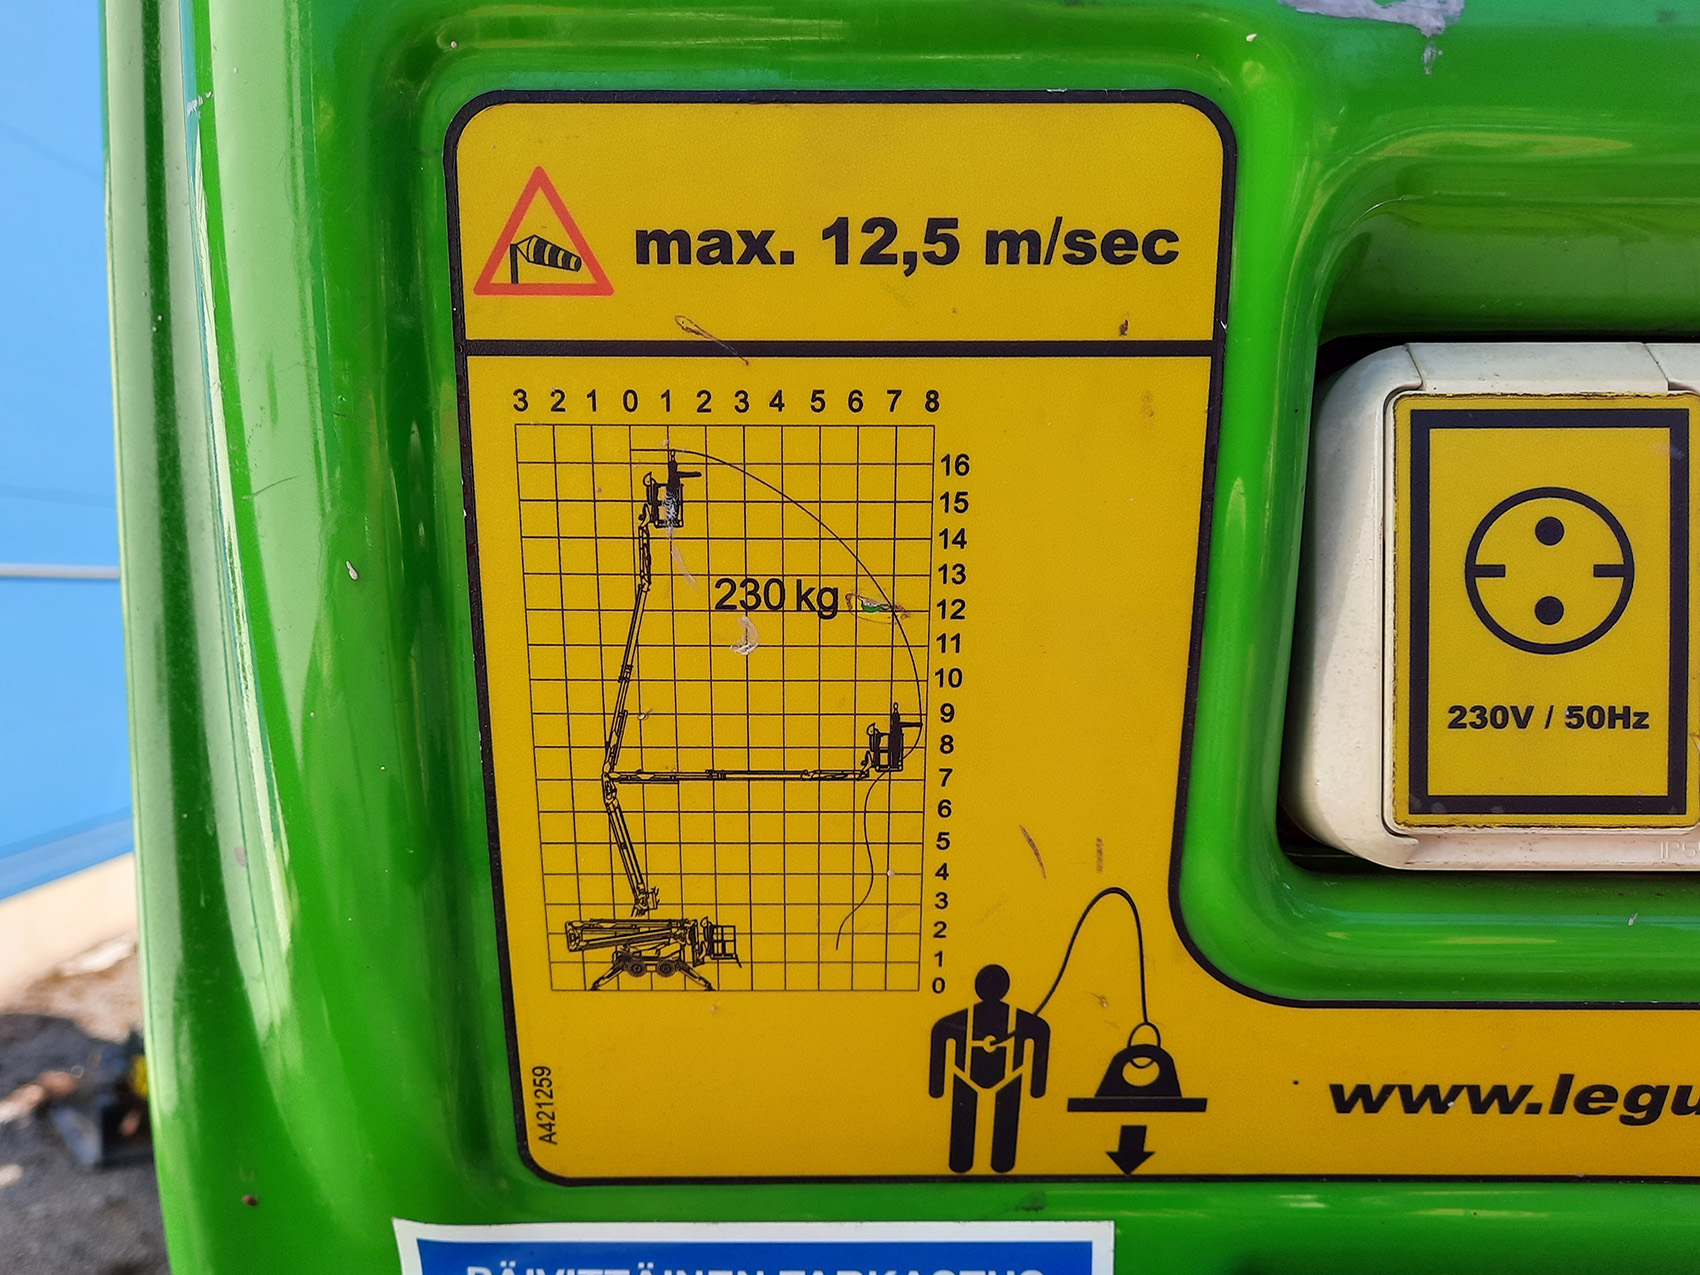 max. 12,5 m/sec
3 2 1 0 1 2 3 4 5 6 7 8
16
15
14
13
230 kg
12
11
10
9
8
7
6
5
4
3
2
1
0
230V / 50Hz
A421259
www.legu
PÄIVITTÄINEN TARKASTUS